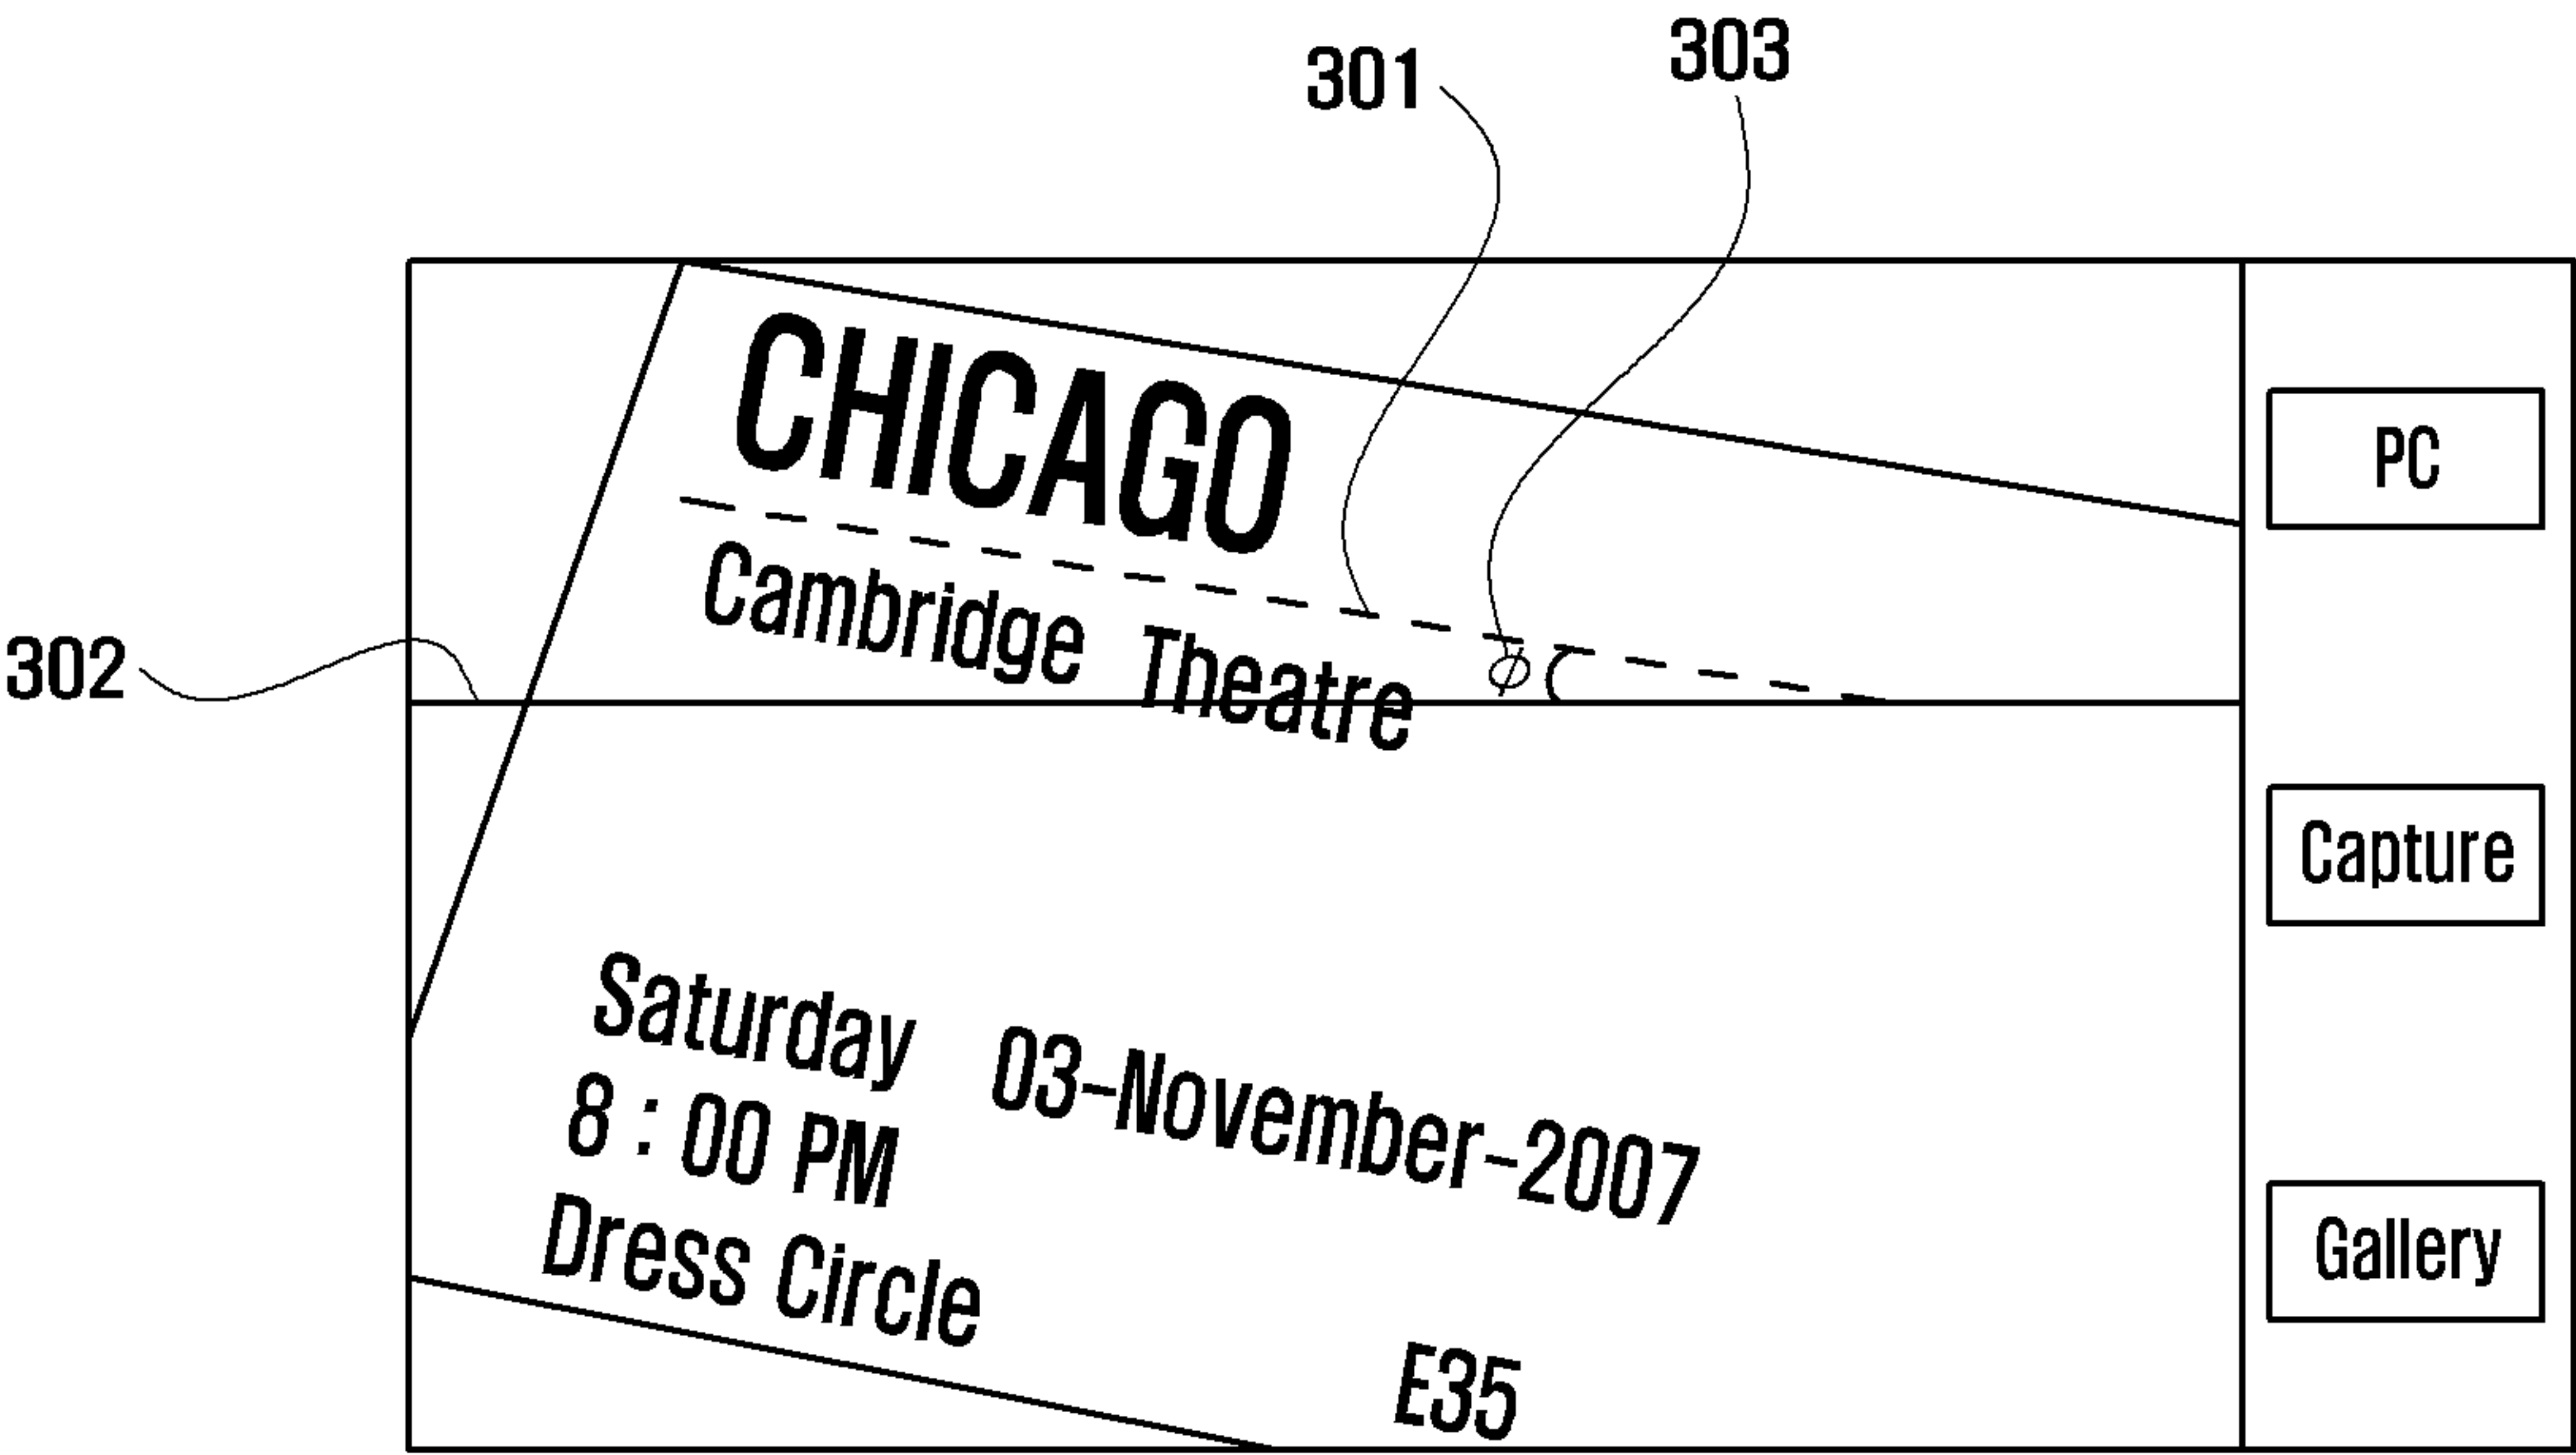 301
303
CHICAGO
Cambridge Theatre
Ø
302
Saturday 03-November-2007
8 : 00 PM
Dress Circle
E35
PC
Capture
Gallery